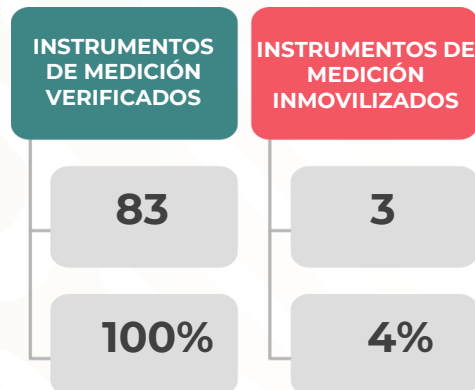 INSTRUMENTOS
DE MEDICIÓN
VERIFICADOS
83
100%
INSTRUMENTOS DE
MEDICIÓN
INMOVILIZADOS
3
4%